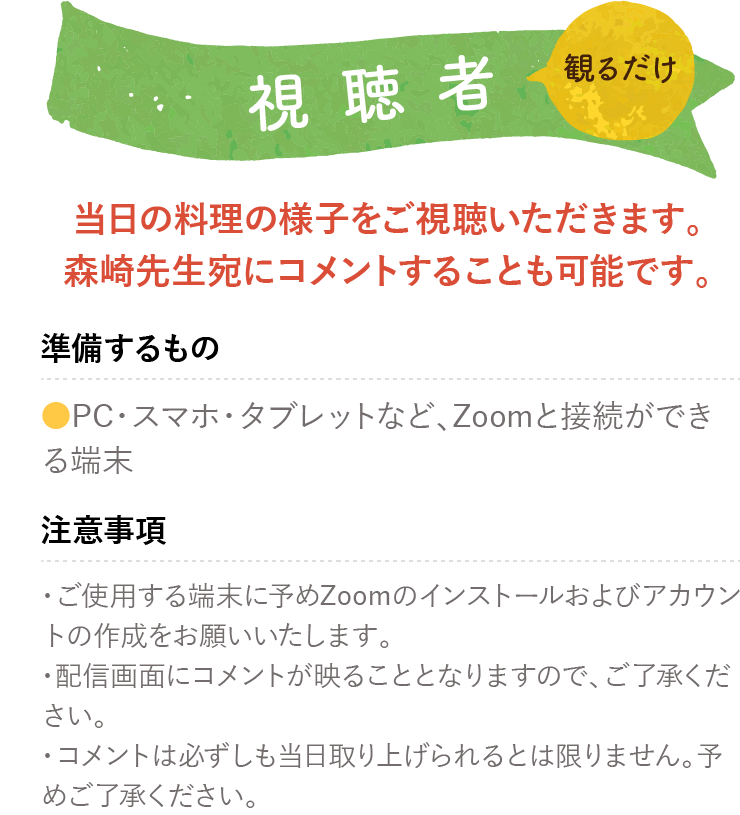 視聴者
観るだけ
当日の料理の様子をご視聴いただきます。
森崎先生宛にコメントすることも可能です。
準備するもの
●PC・スマホ・タブレットなど、Zoomと接続ができ
る端末
注意事項
・ご使用する端末に予めZoomのインストールおよびアカウン
トの作成をお願いいたします。
・配信画面にコメントが映ることとなりますので、ご了承くだ
さい。
・コメントは必ずしも当日取り上げられるとは限りません。予
めご了承ください。